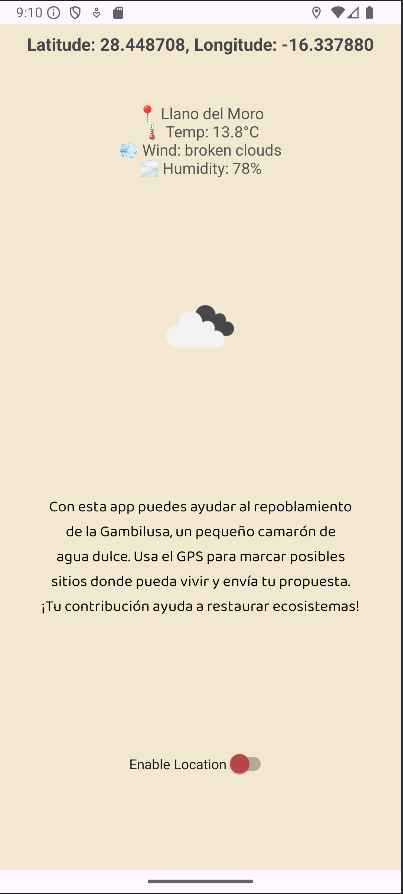 9:10
Latitude: 28.448708, Longitude: -16.337880
📍 Llano del Moro
🌡️ Temp: 13.8°C
💨 Wind: broken clouds
🌫️ Humidity: 78%
Con esta app puedes ayudar al repoblamiento
de la Gambilusa, un pequeño camarón de
agua dulce. Usa el GPS para marcar posibles
sitios donde pueda vivir y envía tu propuesta.
¡Tu contribución ayuda a restaurar ecosistemas!
Enable Location